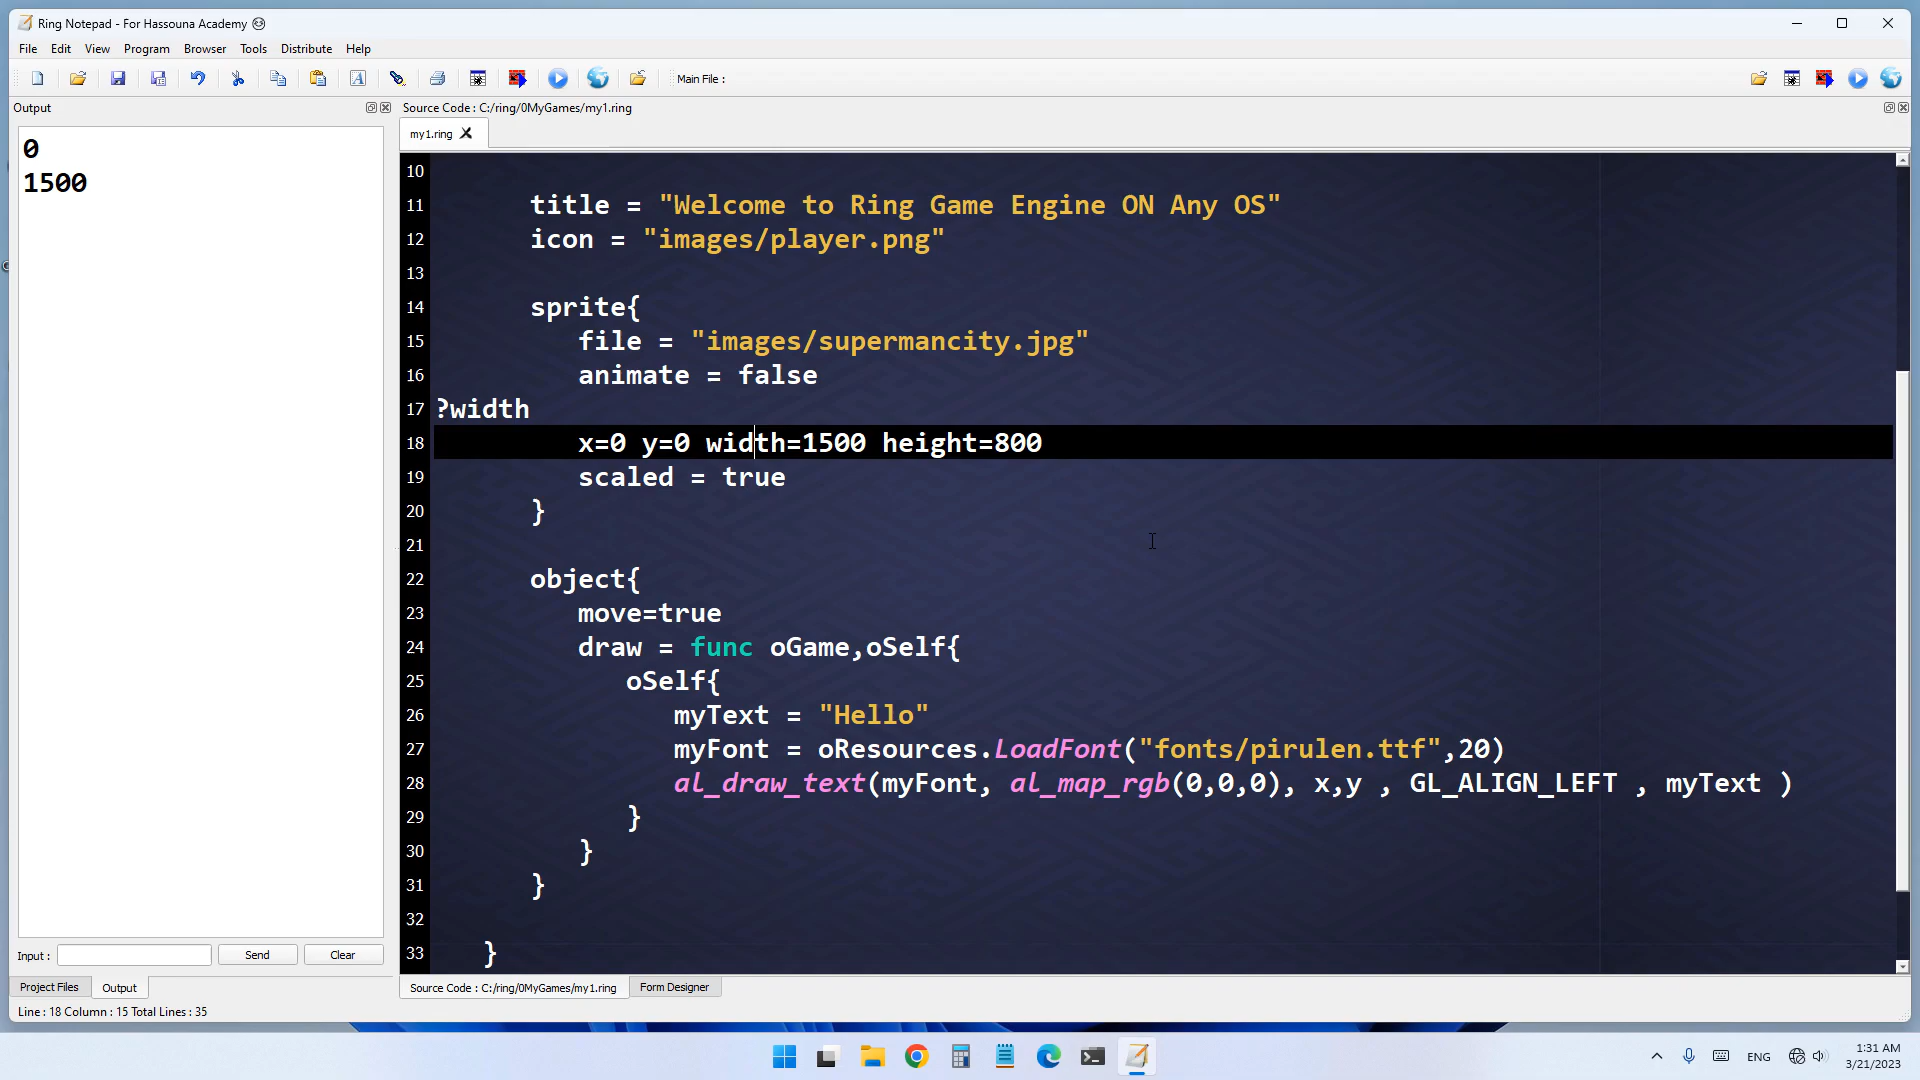 Ring Notepad - For Hassouna Academy
File Edit View Program Browser Tools Distribute Help
Main File :
Output
0
1500
Input :
Send
Clear
Project Files
Output
Source Code : C:/ring/0MyGames/my1.ring
my1.ring
10
11 title = "Welcome to Ring Game Engine ON Any OS"
12 icon = "images/player.png"
13
14 sprite{
15 file = "images/supermancity.jpg"
16 animate = false
17 ?width
18 x=0 y=0 width=1500 height=800
19 scaled = true
20 }
21
22 object{
23 move=true
24 draw = func oGame,oSelf{
25 oSelf{
26 myText = "Hello"
27 myFont = oResources.LoadFont("fonts/pirulen.ttf",20)
28 al_draw_text(myFont, al_map_rgb(0,0,0), x,y , GL_ALIGN_LEFT , myText )
29 }
30 }
31 }
32
33 }
Source Code : C:/ring/0MyGames/my1.ring
Form Designer
Line : 18 Column : 15 Total Lines : 35
ENG
1:31 AM
3/21/2023